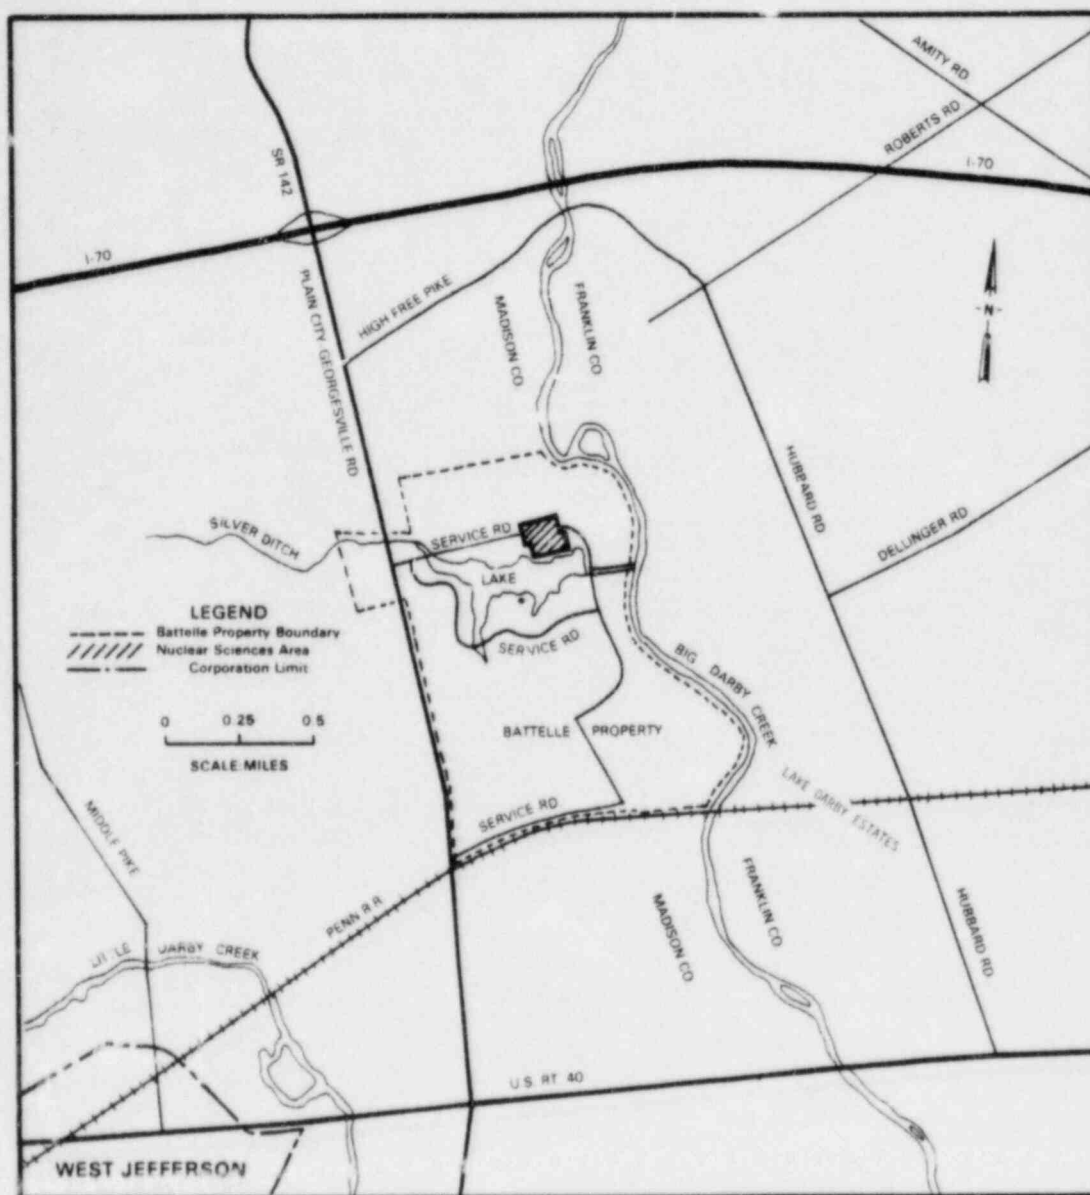 AMITY RD
ROBERTS RD
I-70
SR 142
I-70
PLAIN CITY GEORGESVILLE RD
HIGH FREE PIKE
MADISON CO
FRANKLIN CO
-N-
HUBBARD RD
DELLINGER RD
SILVER DITCH
SERVICE RD
LAKE
LEGEND
Battelle Property Boundary
Nuclear Sciences Area
Corporation Limit
SERVICE RD
BIG DARBY CREEK
0 0.25 0.5
SCALE:MILES
BATTELLE PROPERTY
LAKE DARBY ESTATES
SERVICE RD.
MIDDLE PIKE
PENN R.R.
MADISON CO
FRANKLIN CO
HUBBARD RD.
LITTLE DARBY CREEK
U.S. RT. 40
WEST JEFFERSON